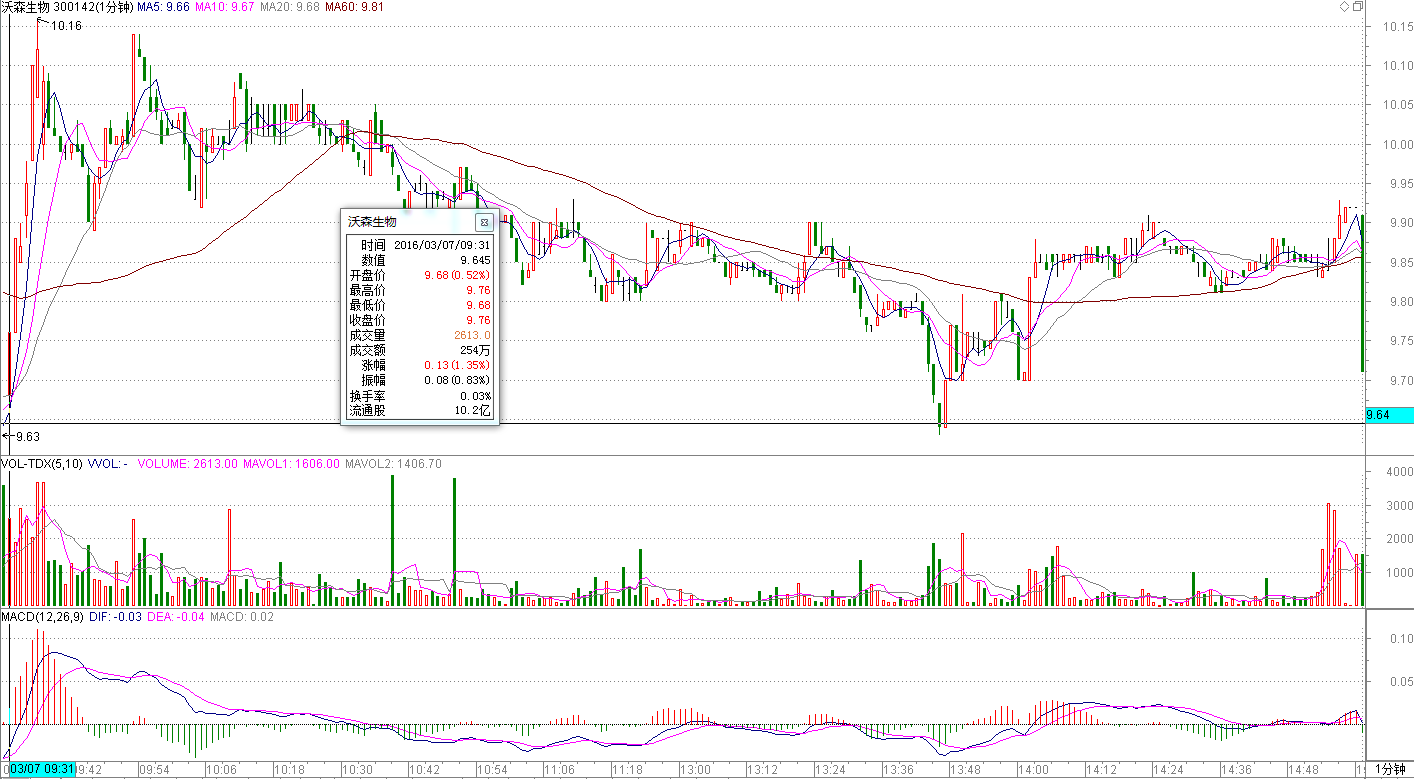 沃森生物 300142(1分钟) MA5: 9.66 MA10: 9.67 MA20: 9.68 MA60: 9.81
10.16
10.15
10.10
10.05
10.00
9.95
9.90
9.85
9.80
9.75
9.70
9.64
9.63
沃森生物
时间 2016/03/07/09:31
数值 9.645
开盘价 9.68(0.52%)
最高价 9.76
最低价 9.68
收盘价 9.76
成交量 2613.0
成交额 254万
涨幅 0.13(1.35%)
振幅 0.08(0.83%)
换手率 0.03%
流通股 10.2亿
VOL-TDX(5,10) VVOL: - VOLUME: 2613.00 MAVOL1: 1606.00 MAVOL2: 1406.70
4000
3000
2000
1000
MACD(12,26,9) DIF: -0.03 DEA: -0.04 MACD: 0.02
0.10
0.05
03/07 09:31 09:42 09:54 10:06 10:18 10:30 10:42 10:54 11:06 11:18 13:00 13:12 13:24 13:36 13:48 14:00 14:12 14:24 14:36 14:48 1分钟